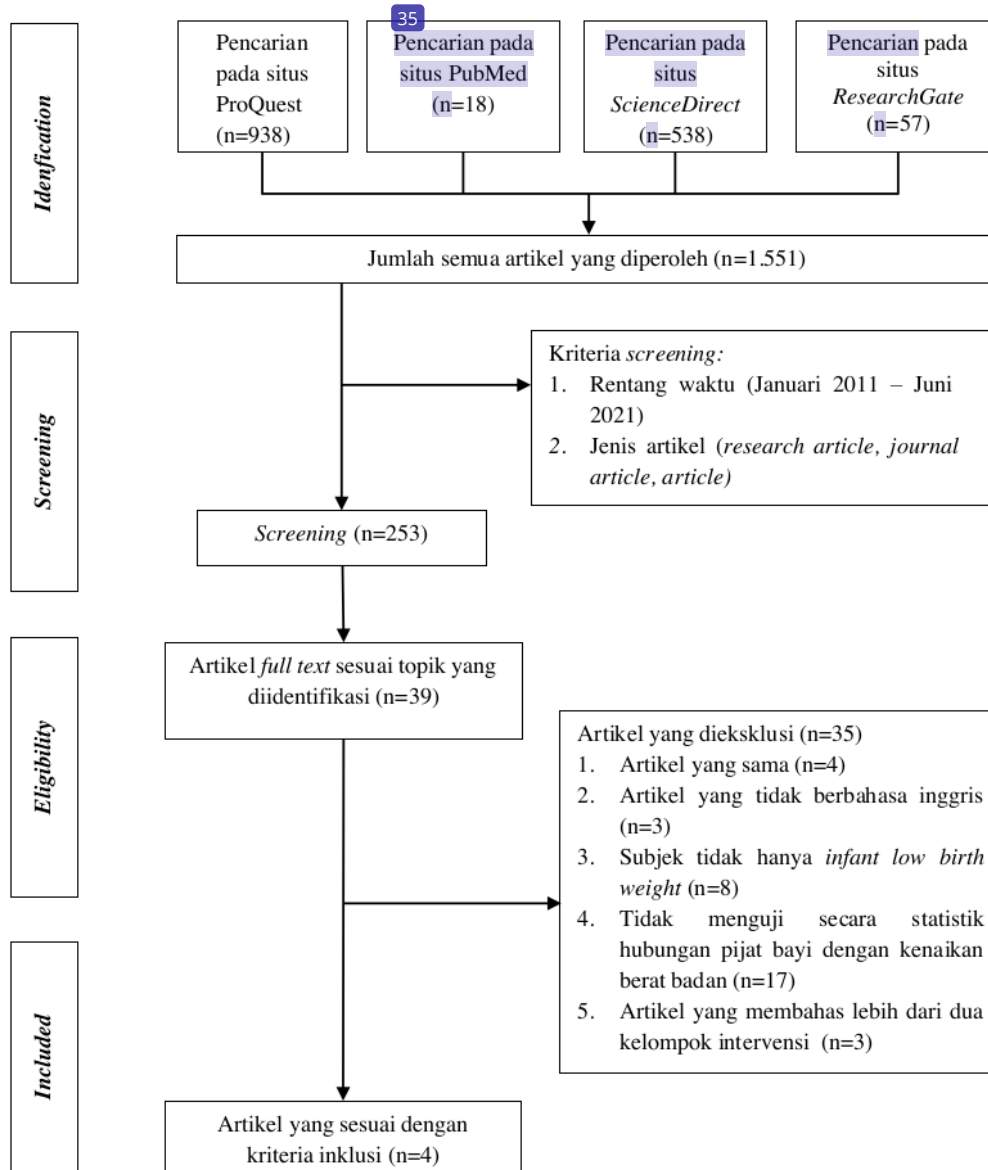 35
Idenfication
Pencarian
pada situs
ProQuest
(n=938)
Pencarian pada
situs PubMed
(n=18)
Pencarian pada
situs
ScienceDirect
(n=538)
Pencarian pada
situs
ResearchGate
(n=57)
Jumlah semua artikel yang diperoleh (n=1.551)
Screening
Kriteria screening:
1. Rentang waktu (Januari 2011 – Juni
2021)
2. Jenis artikel (research article, journal
article, article)
Screening (n=253)
Eligibility
Artikel full text sesuai topik yang
diidentifikasi (n=39)
Artikel yang dieksklusi (n=35)
1. Artikel yang sama (n=4)
2. Artikel yang tidak berbahasa inggris
(n=3)
3. Subjek tidak hanya infant low birth
weight (n=8)
4. Tidak menguji secara statistik
hubungan pijat bayi dengan kenaikan
berat badan (n=17)
5. Artikel yang membahas lebih dari dua
kelompok intervensi (n=3)
Included
Artikel yang sesuai dengan
kriteria inklusi (n=4)